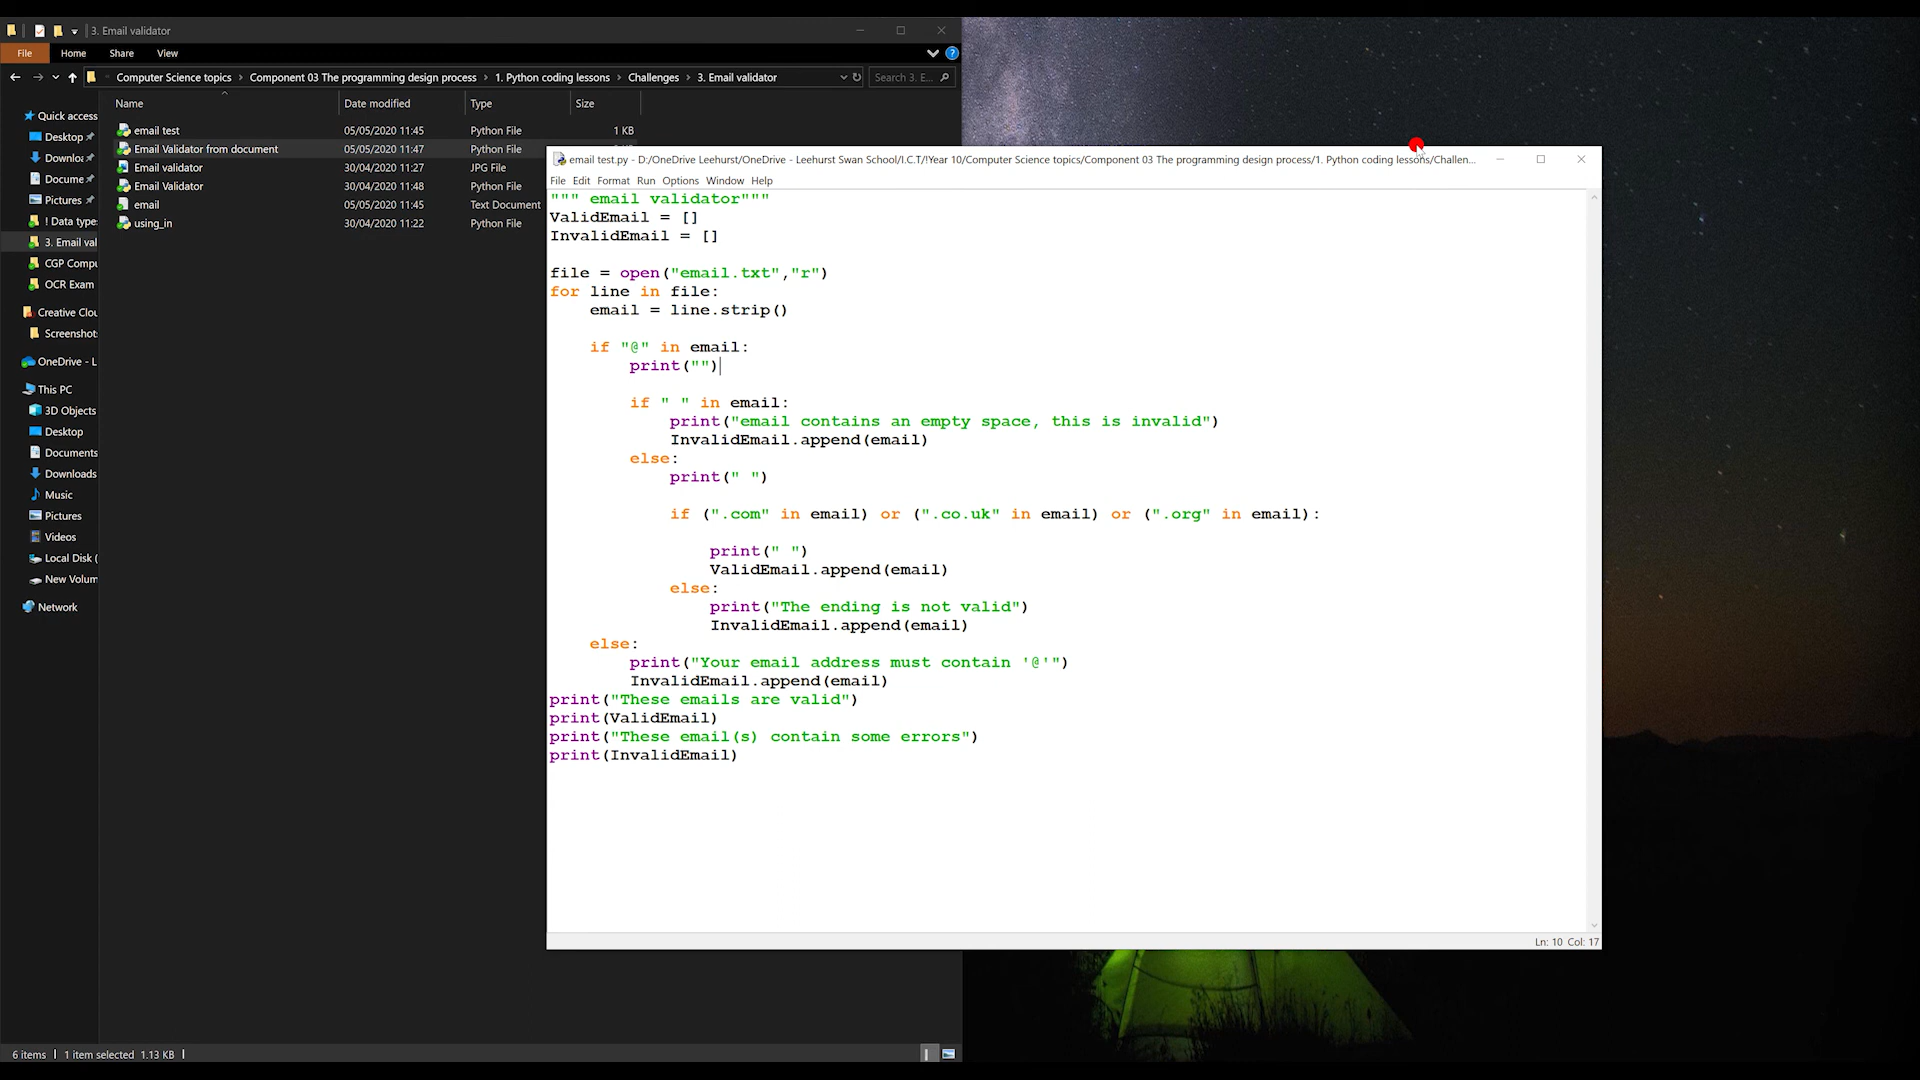 3. Email validator
File Home Share View
Computer Science topics > Component 03 The programming design process > 1. Python coding lessons > Challenges > 3. Email validator
Search 3. E...
Name Date modified Type Size
email test 05/05/2020 11:45 Python File 1 KB
Email Validator from document 05/05/2020 11:47 Python File
Email validator 30/04/2020 11:27 JPG File
Email Validator 30/04/2020 11:48 Python File
email 05/05/2020 11:45 Text Document
using_in 30/04/2020 11:22 Python File
Quick access
Desktop
Downlo
Docume
Pictures
! Data type
3. Email val
CGP Compu
OCR Exam
Creative Clou
Screenshot
OneDrive - L
This PC
3D Objects
Desktop
Documents
Downloads
Music
Pictures
Videos
Local Disk (
New Volum
Network
6 items 1 item selected 1.13 KB
email test.py - D:/OneDrive Leehurst/OneDrive - Leehurst Swan School/I.C.T/!Year 10/Computer Science topics/Component 03 The programming design process/1. Python coding lessons/Challen...
File Edit Format Run Options Window Help
""" email validator"""
ValidEmail = []
InvalidEmail = []
file = open("email.txt","r")
for line in file:
    email = line.strip()
    if "@" in email:
        print("")
        if " " in email:
            print("email contains an empty space, this is invalid")
            InvalidEmail.append(email)
        else:
            print(" ")
            if (".com" in email) or (".co.uk" in email) or (".org" in email):
                print(" ")
                ValidEmail.append(email)
            else:
                print("The ending is not valid")
                InvalidEmail.append(email)
    else:
        print("Your email address must contain '@'")
        InvalidEmail.append(email)
print("These emails are valid")
print(ValidEmail)
print("These email(s) contain some errors")
print(InvalidEmail)
Ln: 10 Col: 17